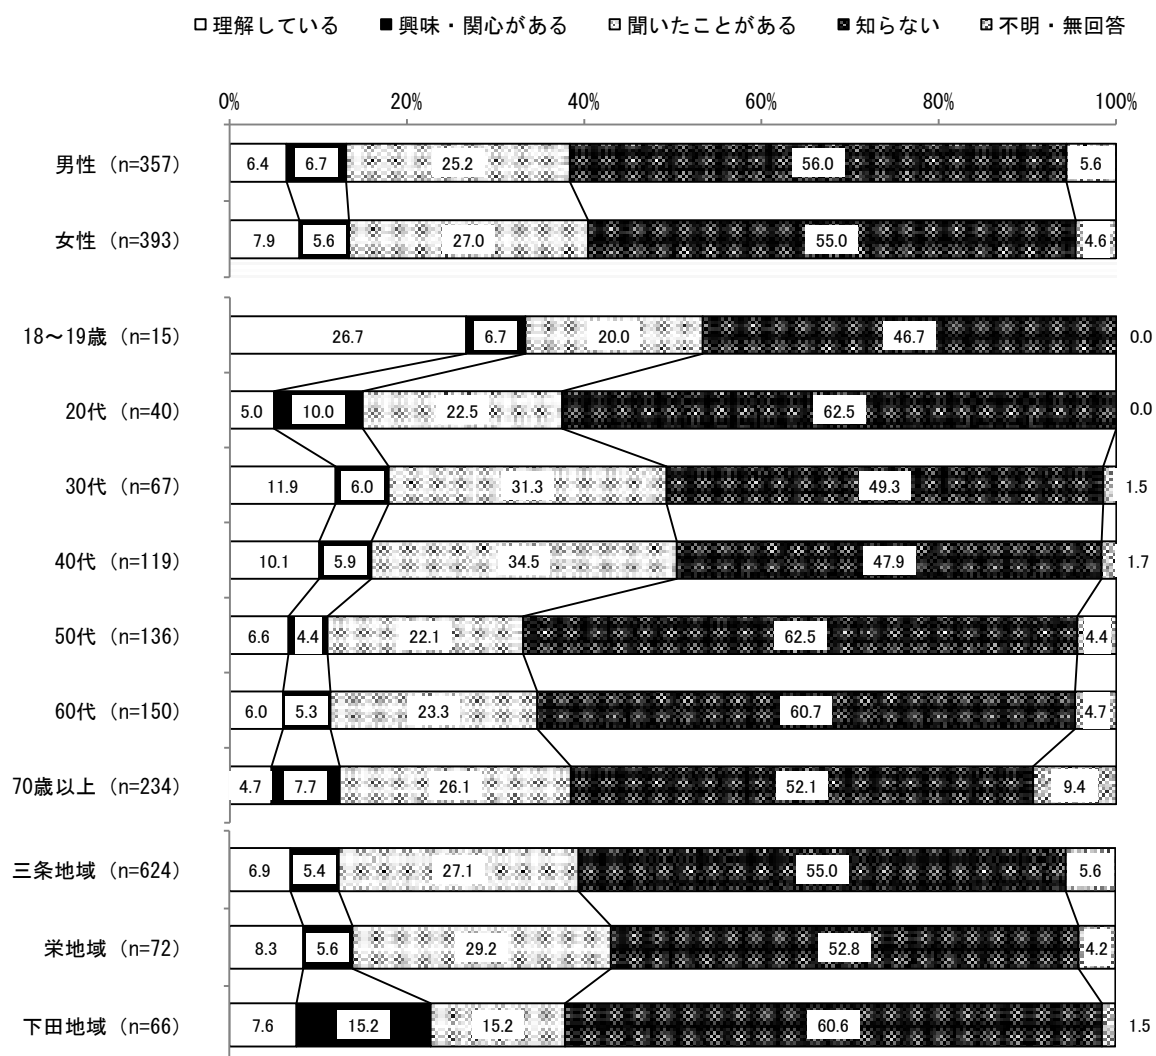 理解している 興味・関心がある 聞いたことがある 知らない 不明・無回答
0% 20% 40% 60% 80% 100%
男性 (n=357) 6.4 6.7 25.2 56.0 5.6
女性 (n=393) 7.9 5.6 27.0 55.0 4.6
18～19歳 (n=15) 26.7 6.7 20.0 46.7 0.0
20代 (n=40) 5.0 10.0 22.5 62.5 0.0
30代 (n=67) 11.9 6.0 31.3 49.3 1.5
40代 (n=119) 10.1 5.9 34.5 47.9 1.7
50代 (n=136) 6.6 4.4 22.1 62.5 4.4
60代 (n=150) 6.0 5.3 23.3 60.7 4.7
70歳以上 (n=234) 4.7 7.7 26.1 52.1 9.4
三条地域 (n=624) 6.9 5.4 27.1 55.0 5.6
栄地域 (n=72) 8.3 5.6 29.2 52.8 4.2
下田地域 (n=66) 7.6 15.2 15.2 60.6 1.5